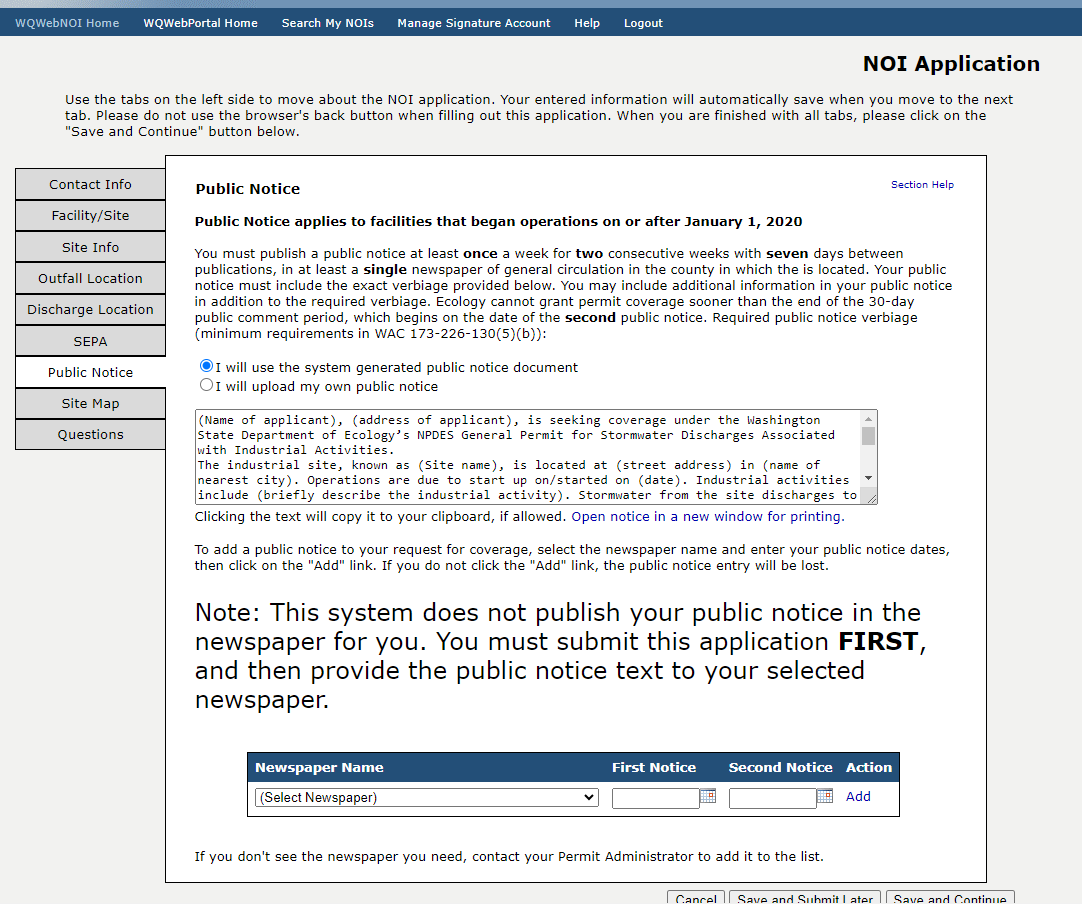 WQWebNOI Home WQWebPortal Home Search My NOIs Manage Signature Account Help Logout
NOI Application
Use the tabs on the left side to move about the NOI application. Your entered information will automatically save when you move to the next
tab. Please do not use the browser's back button when filling out this application. When you are finished with all tabs, please click on the
"Save and Continue" button below.
Contact Info
Facility/Site
Site Info
Outfall Location
Discharge Location
SEPA
Public Notice
Site Map
Questions
Public Notice
Section Help
Public Notice applies to facilities that began operations on or after January 1, 2020
You must publish a public notice at least once a week for two consecutive weeks with seven days between
publications, in at least a single newspaper of general circulation in the county in which the is located. Your public
notice must include the exact verbiage provided below. You may include additional information in your public notice
in addition to the required verbiage. Ecology cannot grant permit coverage sooner than the end of the 30-day
public comment period, which begins on the date of the second public notice. Required public notice verbiage
(minimum requirements in WAC 173-226-130(5)(b)):
I will use the system generated public notice document
I will upload my own public notice
(Name of applicant), (address of applicant), is seeking coverage under the Washington
State Department of Ecology’s NPDES General Permit for Stormwater Discharges Associated
with Industrial Activities.
The industrial site, known as (Site name), is located at (street address) in (name of
nearest city). Operations are due to start up on/started on (date). Industrial activities
include (briefly describe the industrial activity). Stormwater from the site discharges to
Clicking the text will copy it to your clipboard, if allowed. Open notice in a new window for printing.
To add a public notice to your request for coverage, select the newspaper name and enter your public notice dates,
then click on the "Add" link. If you do not click the "Add" link, the public notice entry will be lost.
Note: This system does not publish your public notice in the
newspaper for you. You must submit this application FIRST,
and then provide the public notice text to your selected
newspaper.
Newspaper Name First Notice Second Notice Action
(Select Newspaper) Add
If you don't see the newspaper you need, contact your Permit Administrator to add it to the list.
Cancel Save and Submit Later Save and Continue